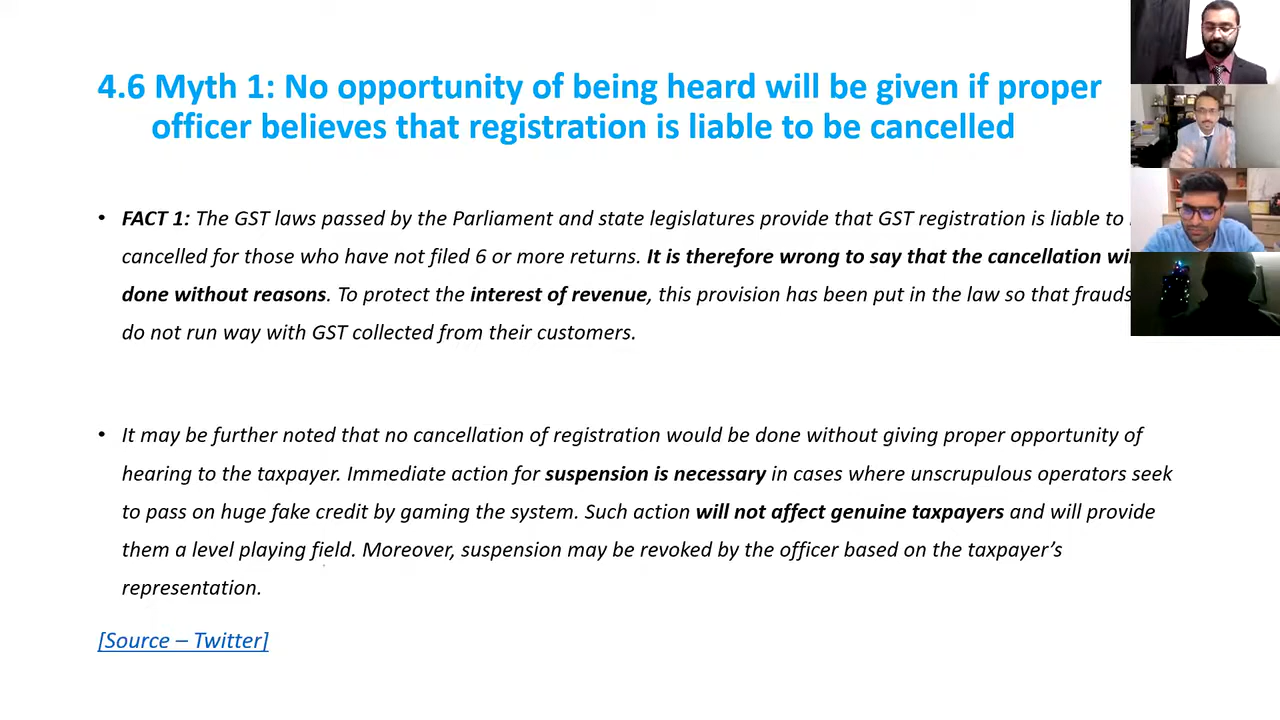 4.6 Myth 1: No opportunity of being heard will be given if proper
officer believes that registration is liable to be cancelled
• FACT 1: The GST laws passed by the Parliament and state legislatures provide that GST registration is liable to
cancelled for those who have not filed 6 or more returns. It is therefore wrong to say that the cancellation
done without reasons. To protect the interest of revenue, this provision has been put in the law so that frauds
do not run way with GST collected from their customers.
• It may be further noted that no cancellation of registration would be done without giving proper opportunity of
hearing to the taxpayer. Immediate action for suspension is necessary in cases where unscrupulous operators seek
to pass on huge fake credit by gaming the system. Such action will not affect genuine taxpayers and will provide
them a level playing field. Moreover, suspension may be revoked by the officer based on the taxpayer’s
representation.
[Source – Twitter]